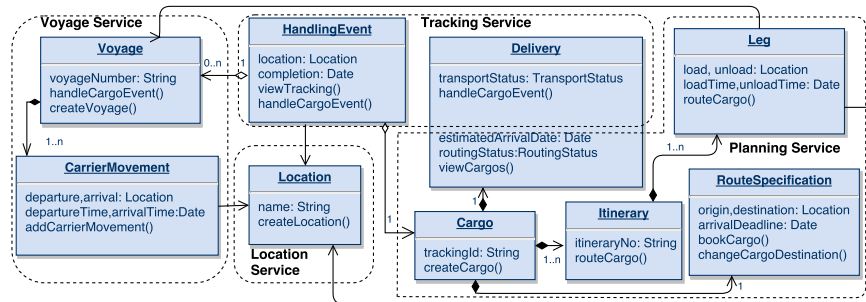 Voyage Service
Voyage
voyageNumber: String
handleCargoEvent()
createVoyage()
0..n
1
HandlingEvent
location: Location
completion: Date
viewTracking()
handleCargoEvent()
Tracking Service
Delivery
transportStatus: TransportStatus
handleCargoEvent()
estimatedArrivalDate: Date
routingStatus:RoutingStatus
viewCargos()
Leg
load, unload: Location
loadTime,unloadTime: Date
routeCargo()
1..n
Planning Service
1..n
CarrierMovement
departure,arrival: Location
departureTime,arrivalTime:Date
addCarrierMovement()
Location
name: String
createLocation()
Location
Service
1
1
Cargo
trackingId: String
createCargo()
1..n
Itinerary
itineraryNo: String
routeCargo()
RouteSpecification
origin,destination: Location
arrivalDeadline: Date
bookCargo()
changeCargoDestination()
1